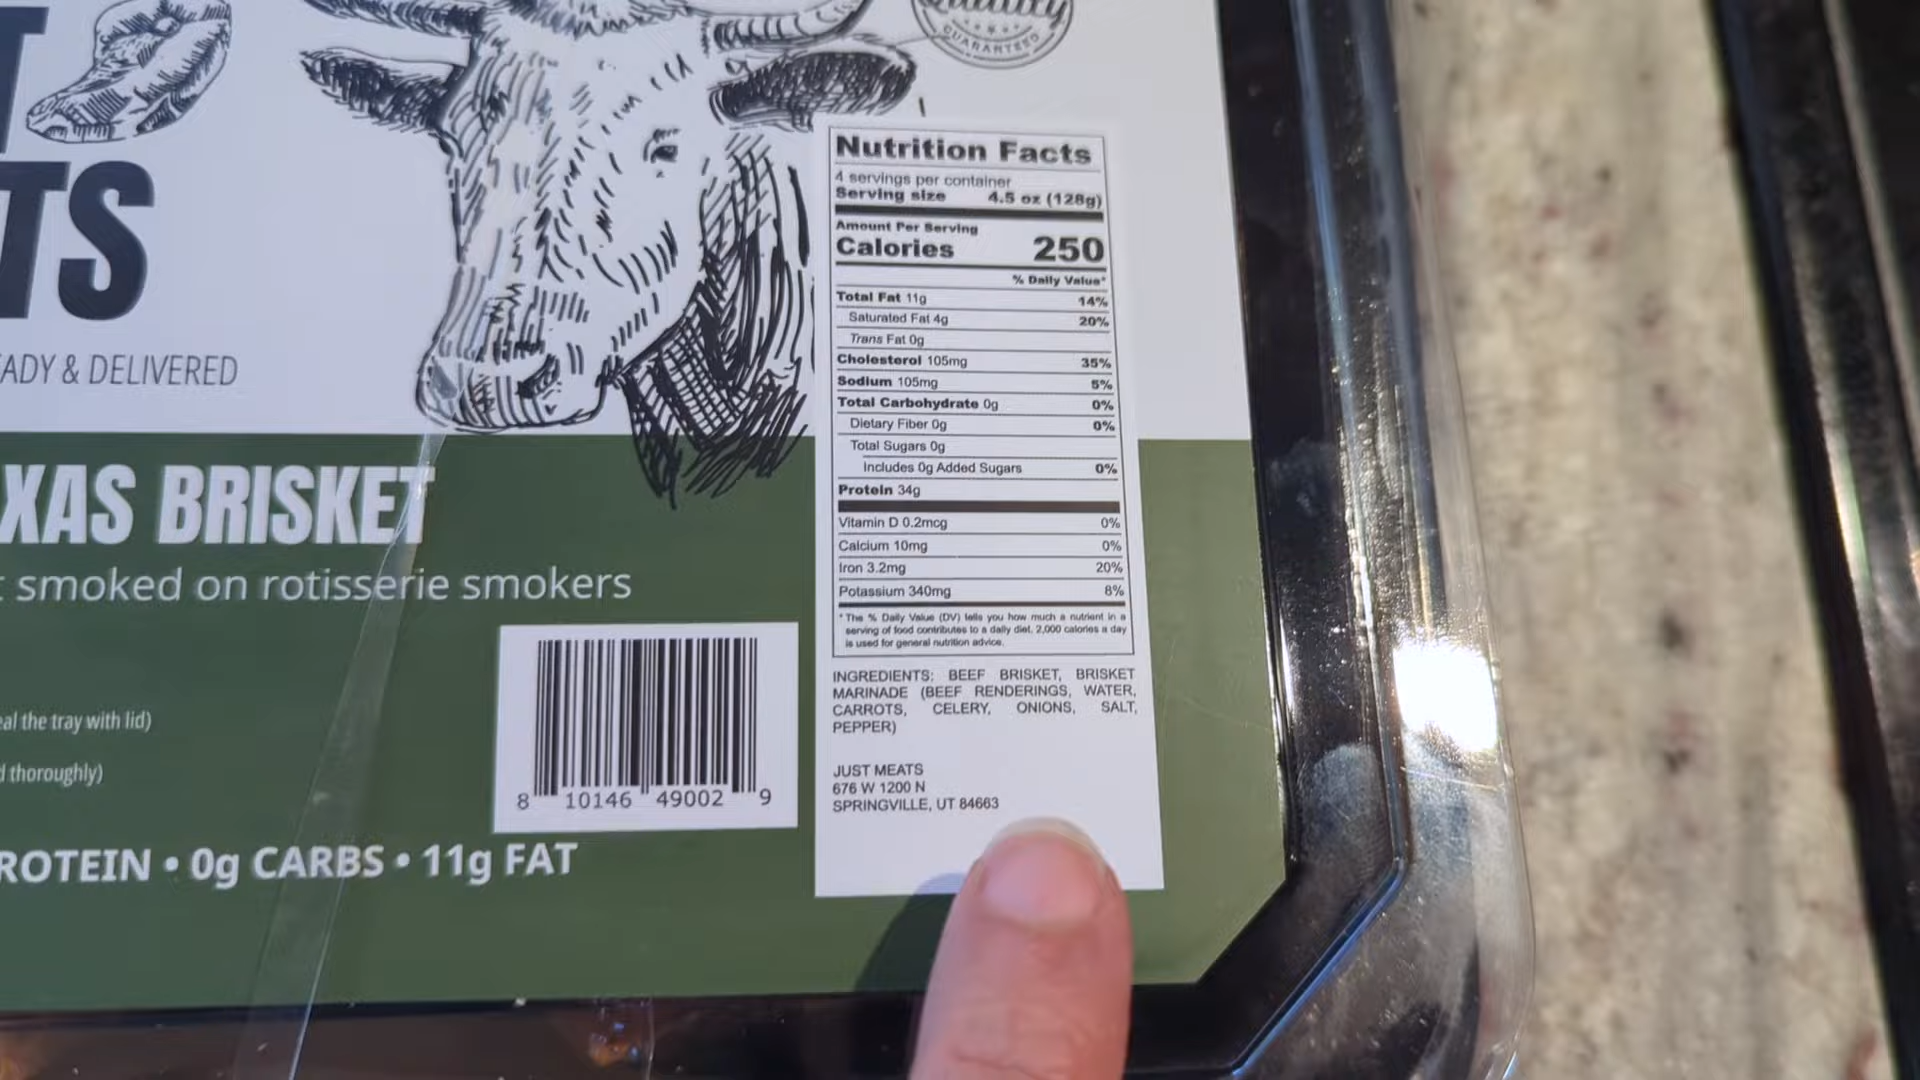 Quality
GUARANTEED
T
TS
EADY & DELIVERED
XAS BRISKET
smoked on rotisserie smokers
eal the tray with lid)
d thoroughly)
8 10146 49002 9
ROTEIN • 0g CARBS • 11g FAT
Nutrition Facts
4 servings per container
Serving size 4.5 oz (128g)
Amount Per Serving
Calories 250
% Daily Value*
Total Fat 11g 14%
Saturated Fat 4g 20%
Trans Fat 0g
Cholesterol 105mg 35%
Sodium 105mg 5%
Total Carbohydrate 0g 0%
Dietary Fiber 0g 0%
Total Sugars 0g
Includes 0g Added Sugars 0%
Protein 34g
Vitamin D 0.2mcg 0%
Calcium 10mg 0%
Iron 3.2mg 20%
Potassium 340mg 8%
* The % Daily Value (DV) tells you how much a nutrient in a
serving of food contributes to a daily diet. 2,000 calories a day
is used for general nutrition advice.
INGREDIENTS: BEEF BRISKET, BRISKET
MARINADE (BEEF RENDERINGS, WATER,
CARROTS, CELERY, ONIONS, SALT,
PEPPER)
JUST MEATS
676 W 1200 N
SPRINGVILLE, UT 84663